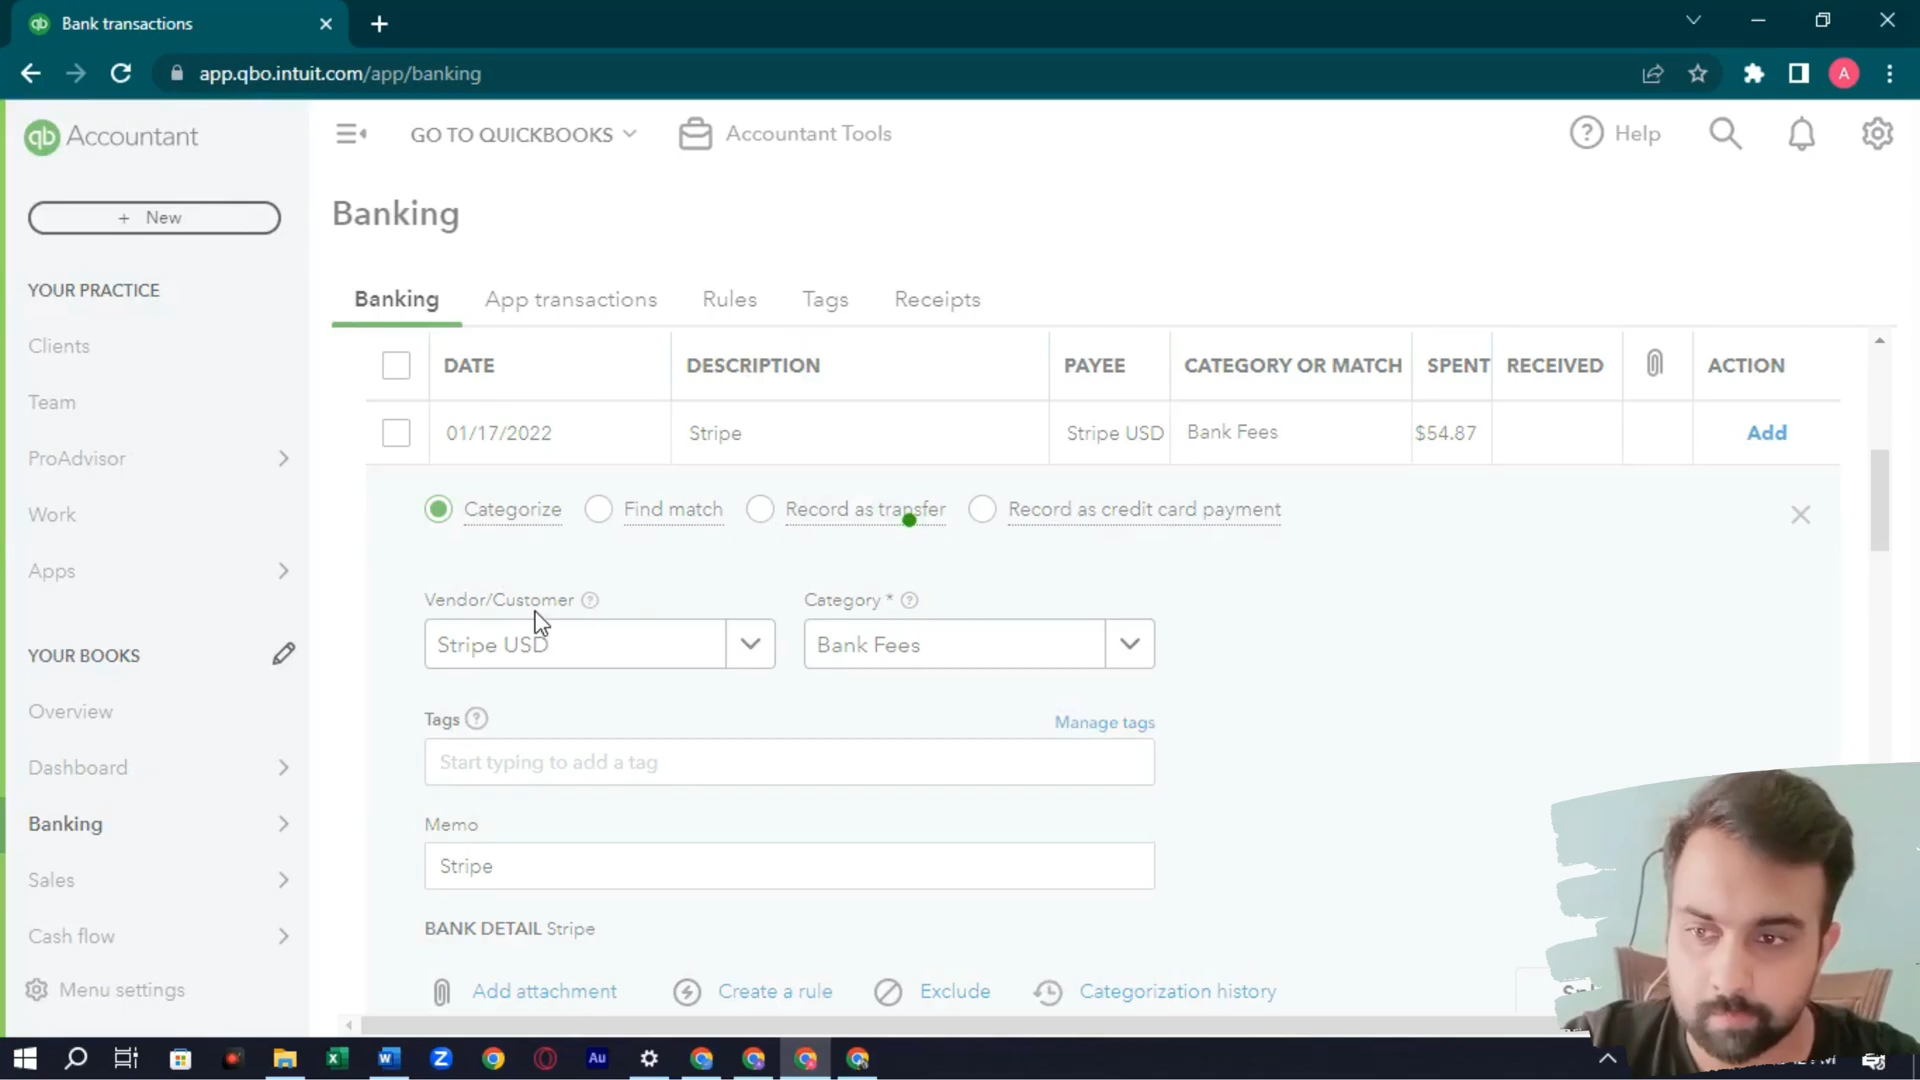 Bank transactions
app.qbo.intuit.com/app/banking
A
qb Accountant
GO TO QUICKBOOKS
Accountant Tools
Help
+ New
Banking
YOUR PRACTICE
Clients
Team
ProAdvisor
Work
Apps
YOUR BOOKS
Overview
Dashboard
Banking
Sales
Cash flow
Menu settings
Banking App transactions Rules Tags Receipts
DATE DESCRIPTION PAYEE CATEGORY OR MATCH SPENT RECEIVED ACTION
01/17/2022 Stripe Stripe USD Bank Fees $54.87 Add
Categorize Find match Record as transfer Record as credit card payment
Vendor/Customer Category *
Stripe USD Bank Fees
Tags Manage tags
Start typing to add a tag
Memo
Stripe
BANK DETAIL Stripe
Add attachment Create a rule Exclude Categorization history